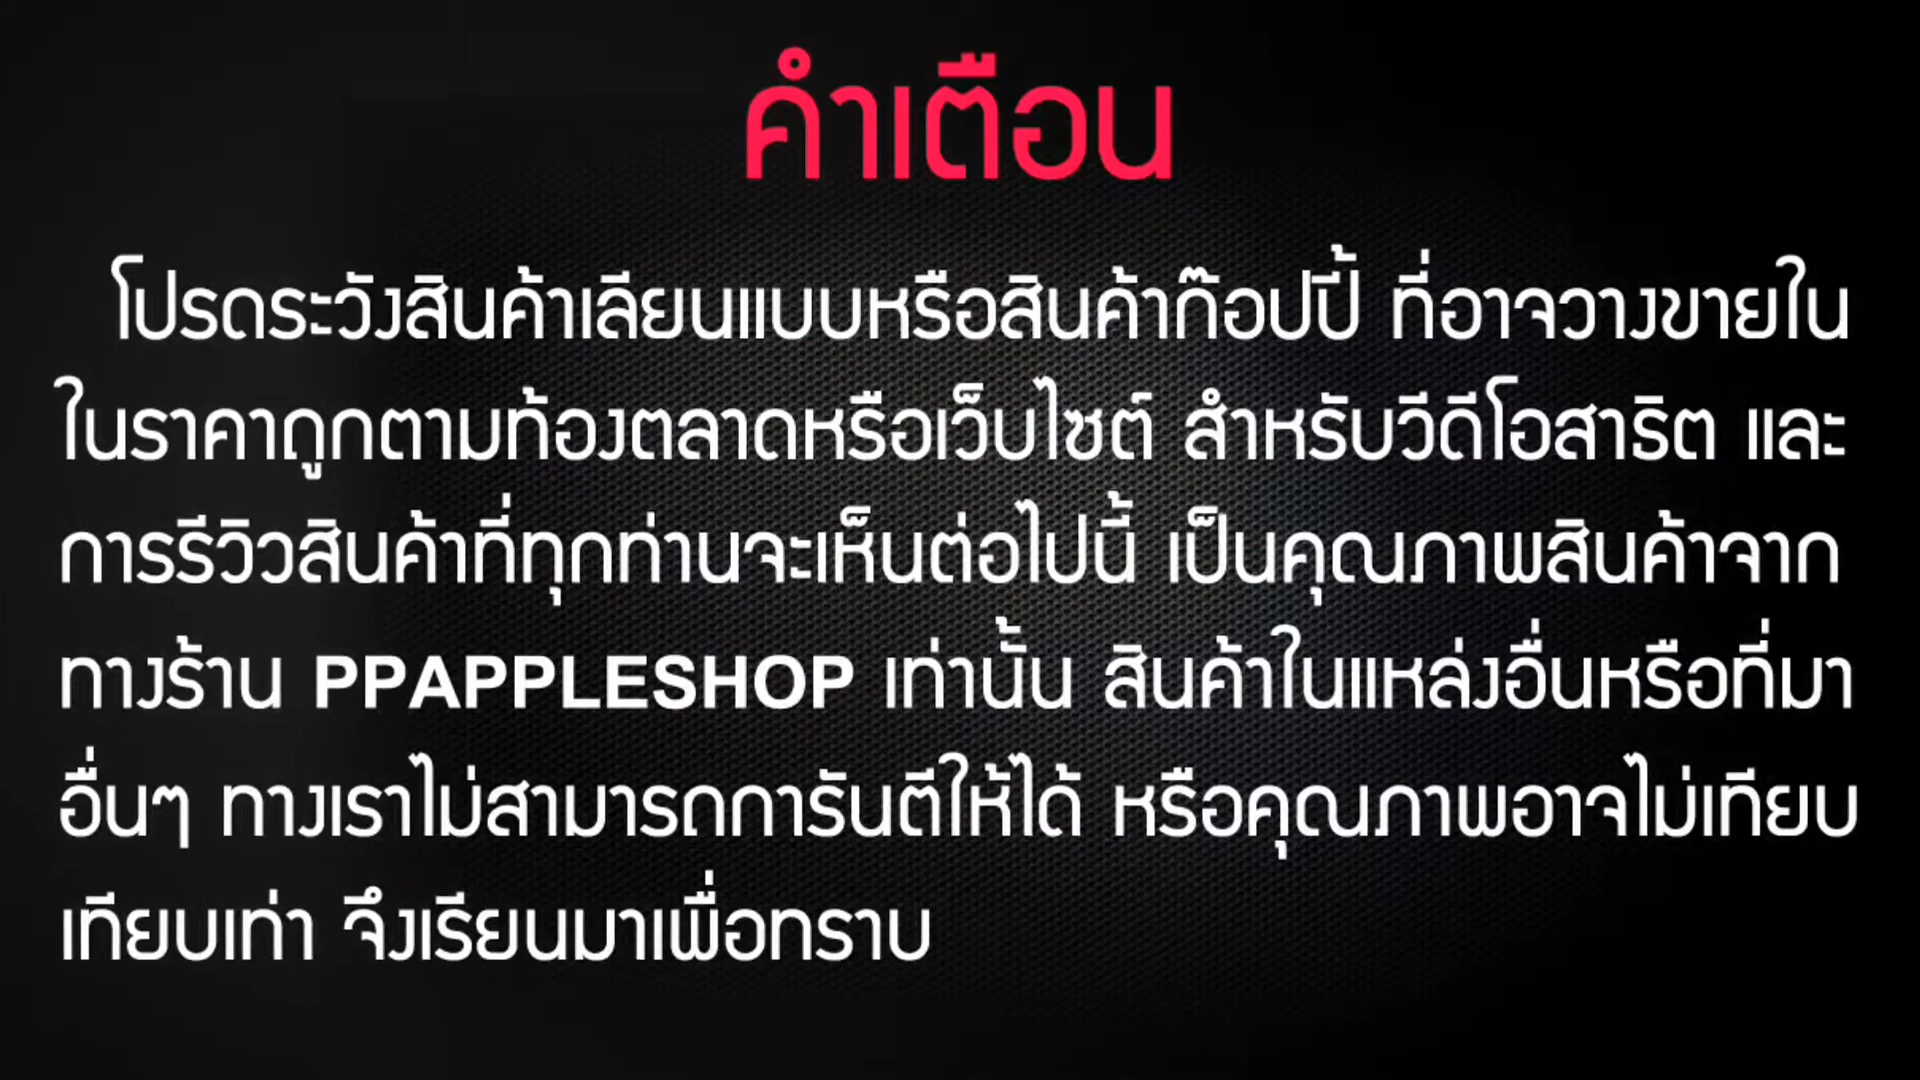 คำเตือน
โปรดระวังสินค้าเลียนแบบหรือสินค้าก๊อปปี้ ที่อาจวางขายใน
ในราคาถูกตามท้องตลาดหรือเว็บไซต์ สำหรับวีดีโอสาธิต และ
การรีวิวสินค้าที่ทุกท่านจะเห็นต่อไปนี้ เป็นคุณภาพสินค้าจาก
ทางร้าน PPAPPLESHOP เท่านั้น สินค้าในแหล่งอื่นหรือที่มา
อื่นๆ ทางเราไม่สามารถการันตีให้ได้ หรือคุณภาพอาจไม่เทียบ
เทียบเท่า จึงเรียนมาเพื่อทราบ